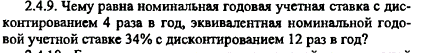 2.4.9. Чему равна номинальная годовая учетная ставка с дис-
контированием 4 раза в год, эквивалентная номинальной годо-
вой учетной ставке 34% с дисконтированием 12 раз в год?